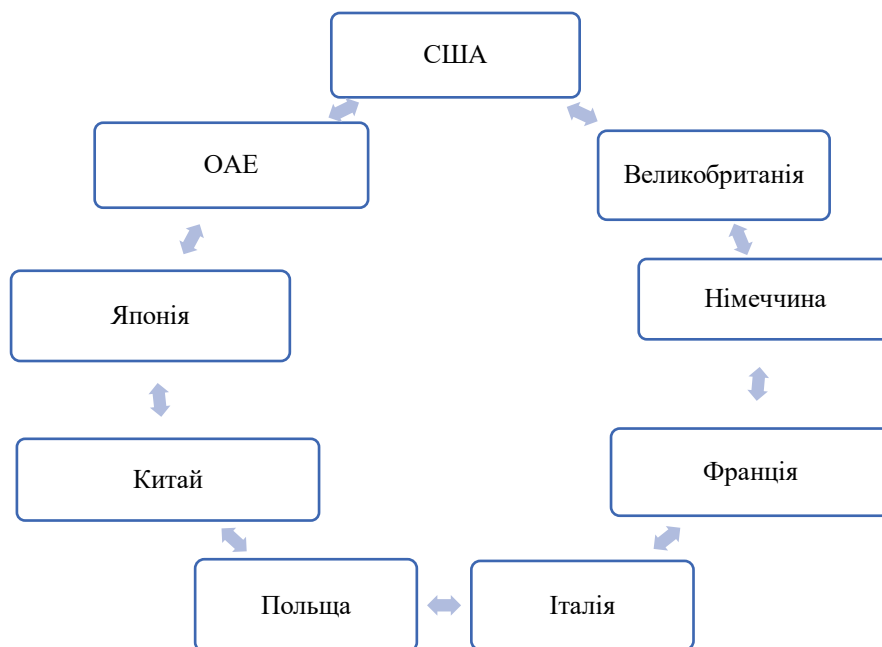 США
ОАЕ
Великобританія
Японія
Німеччина
Китай
Франція
Польща
Італія